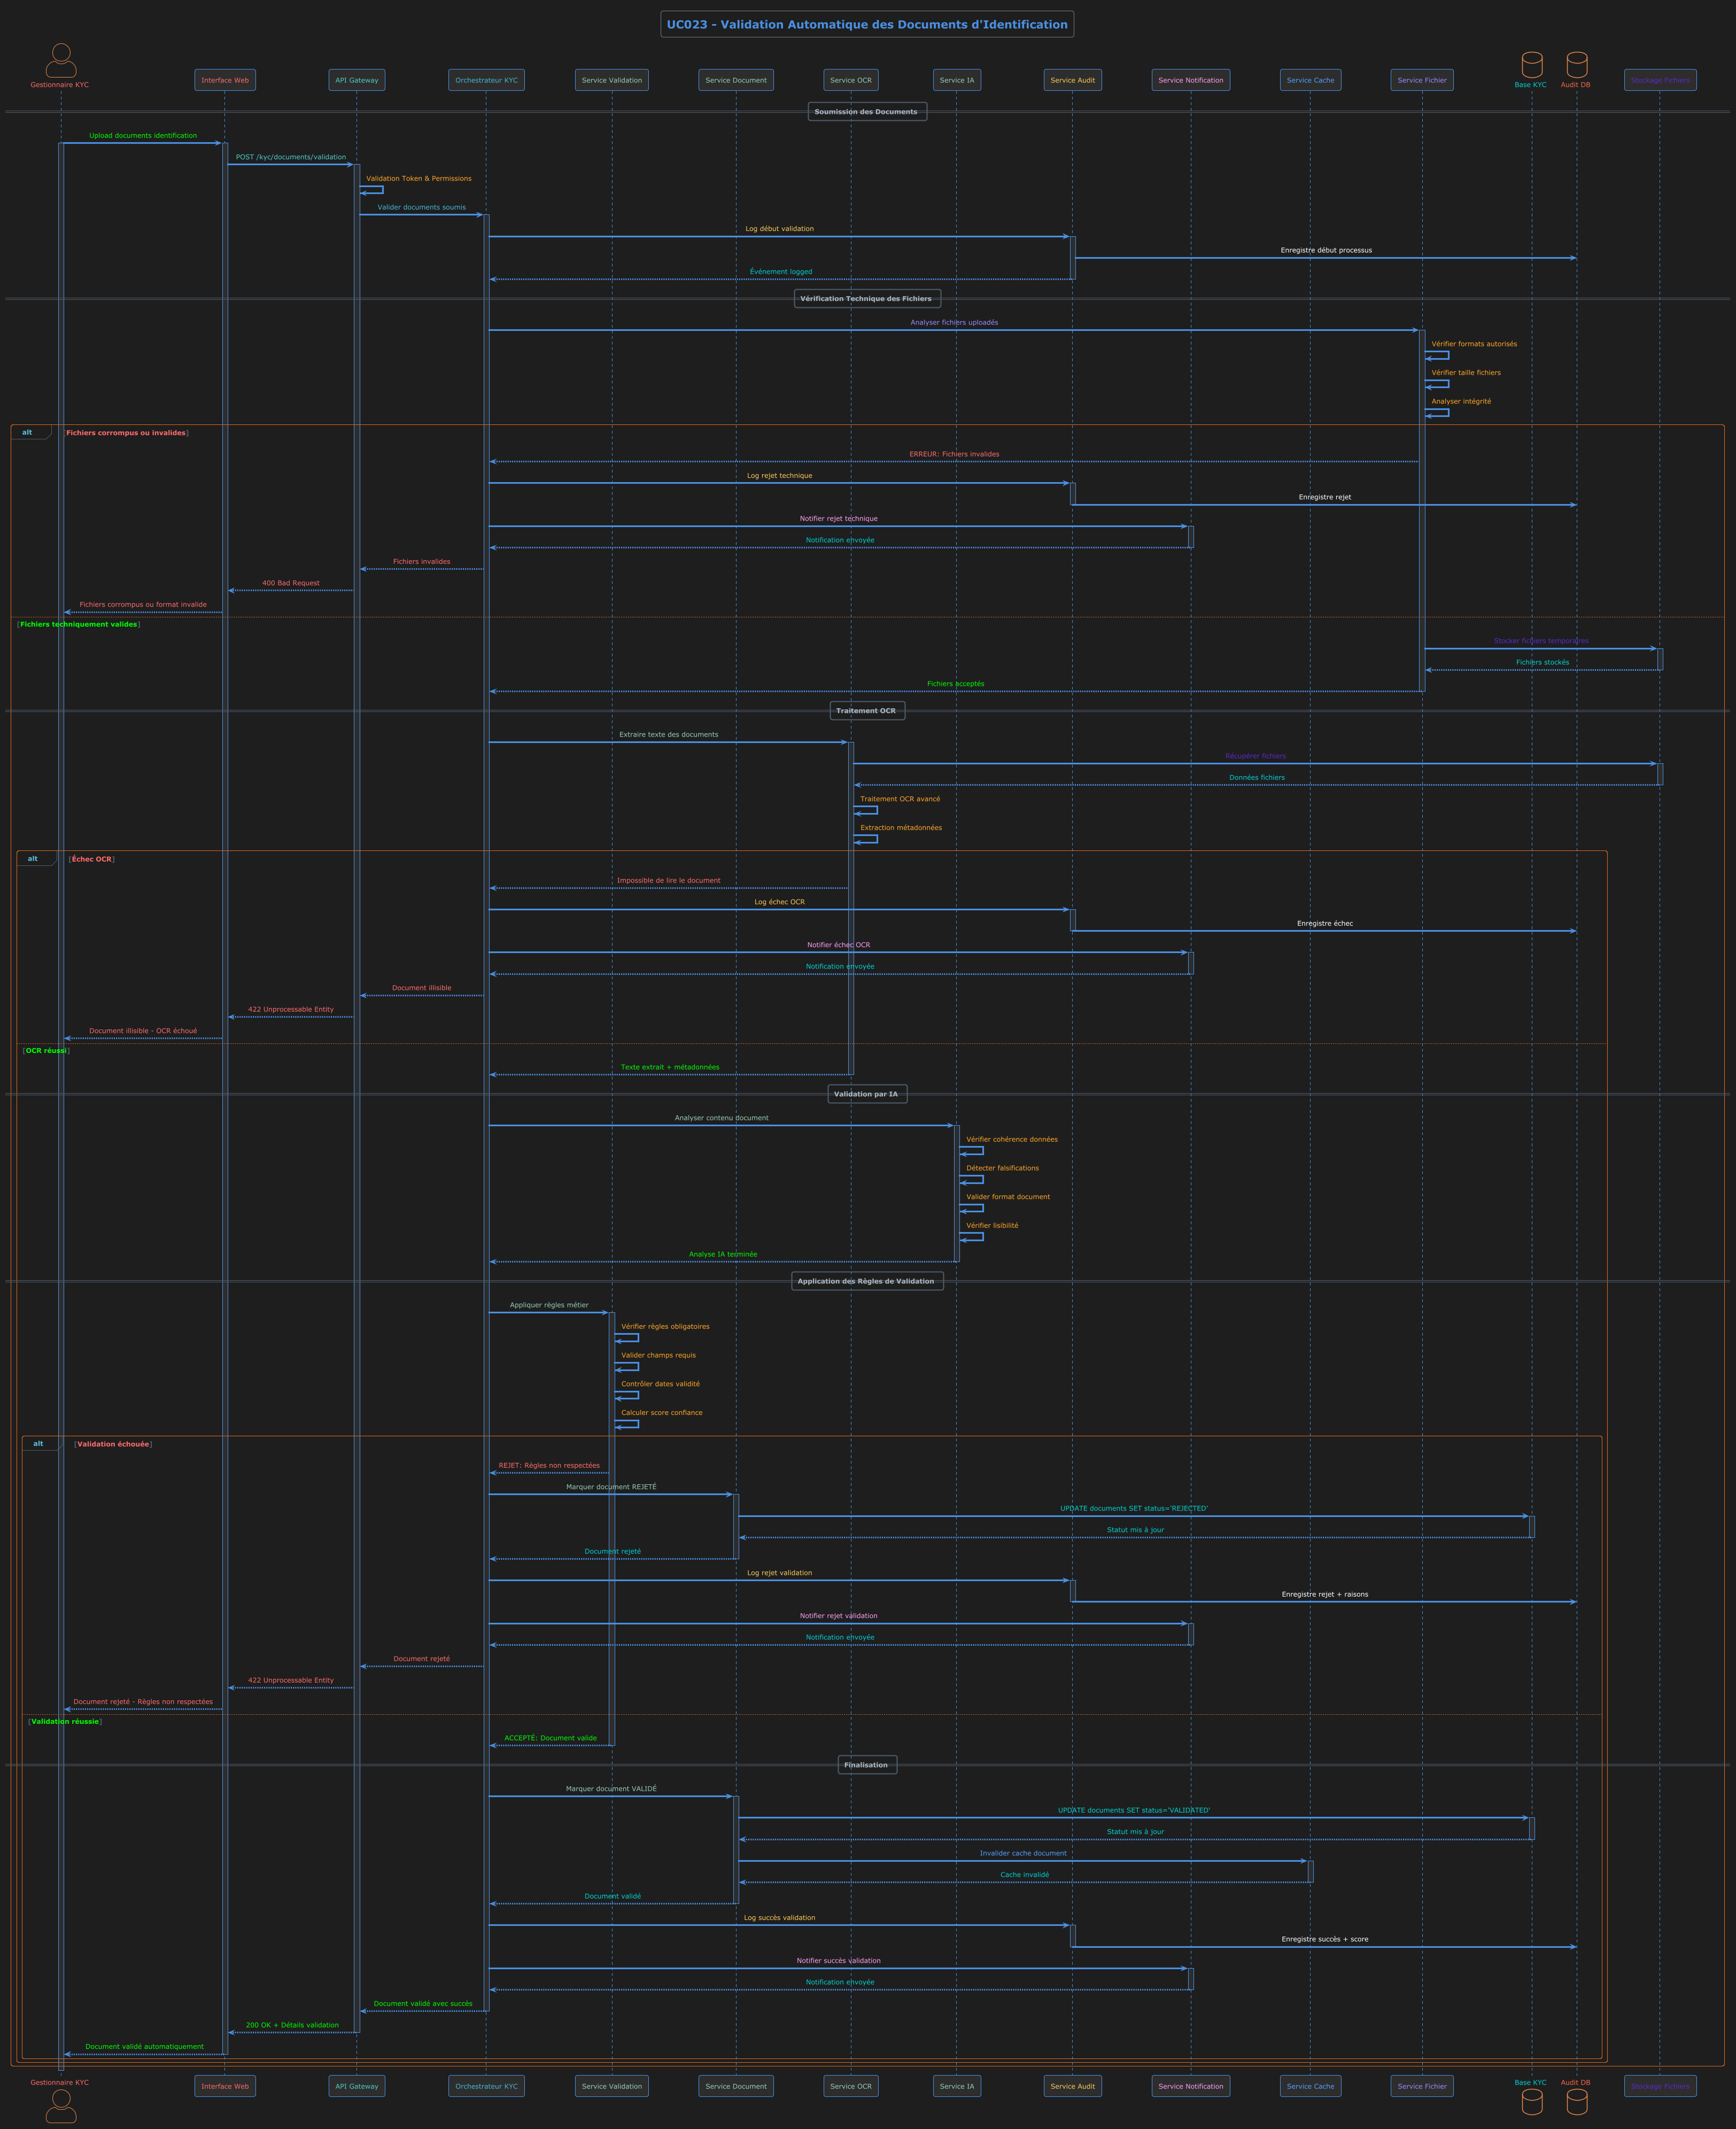 UC023 - Validation Automatique des Documents d'Identification
Gestionnaire KYC
Interface Web
API Gateway
Orchestrateur KYC
Service Validation
Service Document
Service OCR
Service IA
Service Audit
Service Notification
Service Cache
Service Fichier
Base KYC
Audit DB
Stockage Fichiers
Soumission des Documents
Upload documents identification
POST /kyc/documents/validation
Validation Token & Permissions
Valider documents soumis
Log début validation
Enregistre début processus
Événement logged
Vérification Technique des Fichiers
Analyser fichiers uploadés
Vérifier formats autorisés
Vérifier taille fichiers
Analyser intégrité
alt
[Fichiers corrompus ou invalides]
ERREUR: Fichiers invalides
Log rejet technique
Enregistre rejet
Notifier rejet technique
Notification envoyée
Fichiers invalides
400 Bad Request
Fichiers corrompus ou format invalide
[Fichiers techniquement valides]
Stocker fichiers temporaires
Fichiers stockés
Fichiers acceptés
Traitement OCR
Extraire texte des documents
Récupérer fichiers
Données fichiers
Traitement OCR avancé
Extraction métadonnées
alt
[Échec OCR]
Impossible de lire le document
Log échec OCR
Enregistre échec
Notifier échec OCR
Notification envoyée
Document illisible
422 Unprocessable Entity
Document illisible - OCR échoué
[OCR réussi]
Texte extrait + métadonnées
Validation par IA
Analyser contenu document
Vérifier cohérence données
Détecter falsifications
Valider format document
Vérifier lisibilité
Analyse IA terminée
Application des Règles de Validation
Appliquer règles métier
Vérifier règles obligatoires
Valider champs requis
Contrôler dates validité
Calculer score confiance
alt
[Validation échouée]
REJET: Règles non respectées
Marquer document REJETÉ
UPDATE documents SET status='REJECTED'
Statut mis à jour
Document rejeté
Log rejet validation
Enregistre rejet + raisons
Notifier rejet validation
Notification envoyée
Document rejeté
422 Unprocessable Entity
Document rejeté - Règles non respectées
[Validation réussie]
ACCEPTÉ: Document valide
Finalisation
Marquer document VALIDÉ
UPDATE documents SET status='VALIDATED'
Statut mis à jour
Invalider cache document
Cache invalidé
Document validé
Log succès validation
Enregistre succès + score
Notifier succès validation
Notification envoyée
Document validé avec succès
200 OK + Détails validation
Document validé automatiquement
Gestionnaire KYC
Interface Web
API Gateway
Orchestrateur KYC
Service Validation
Service Document
Service OCR
Service IA
Service Audit
Service Notification
Service Cache
Service Fichier
Base KYC
Audit DB
Stockage Fichiers